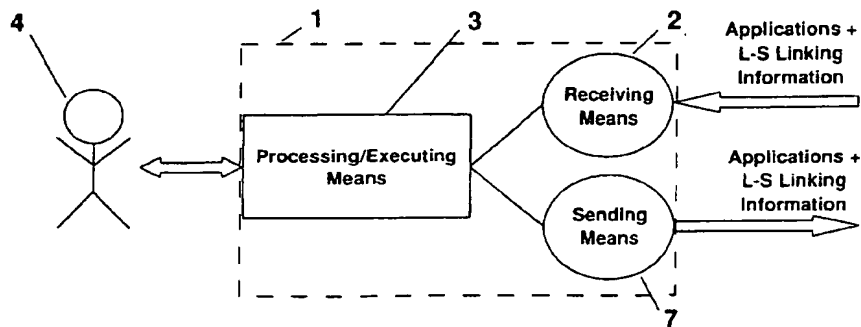 4
1
3
2
Applications +
L-S Linking
Information
Receiving
Means
Processing/Executing
Means
Applications +
L-S Linking
Information
Sending
Means
7